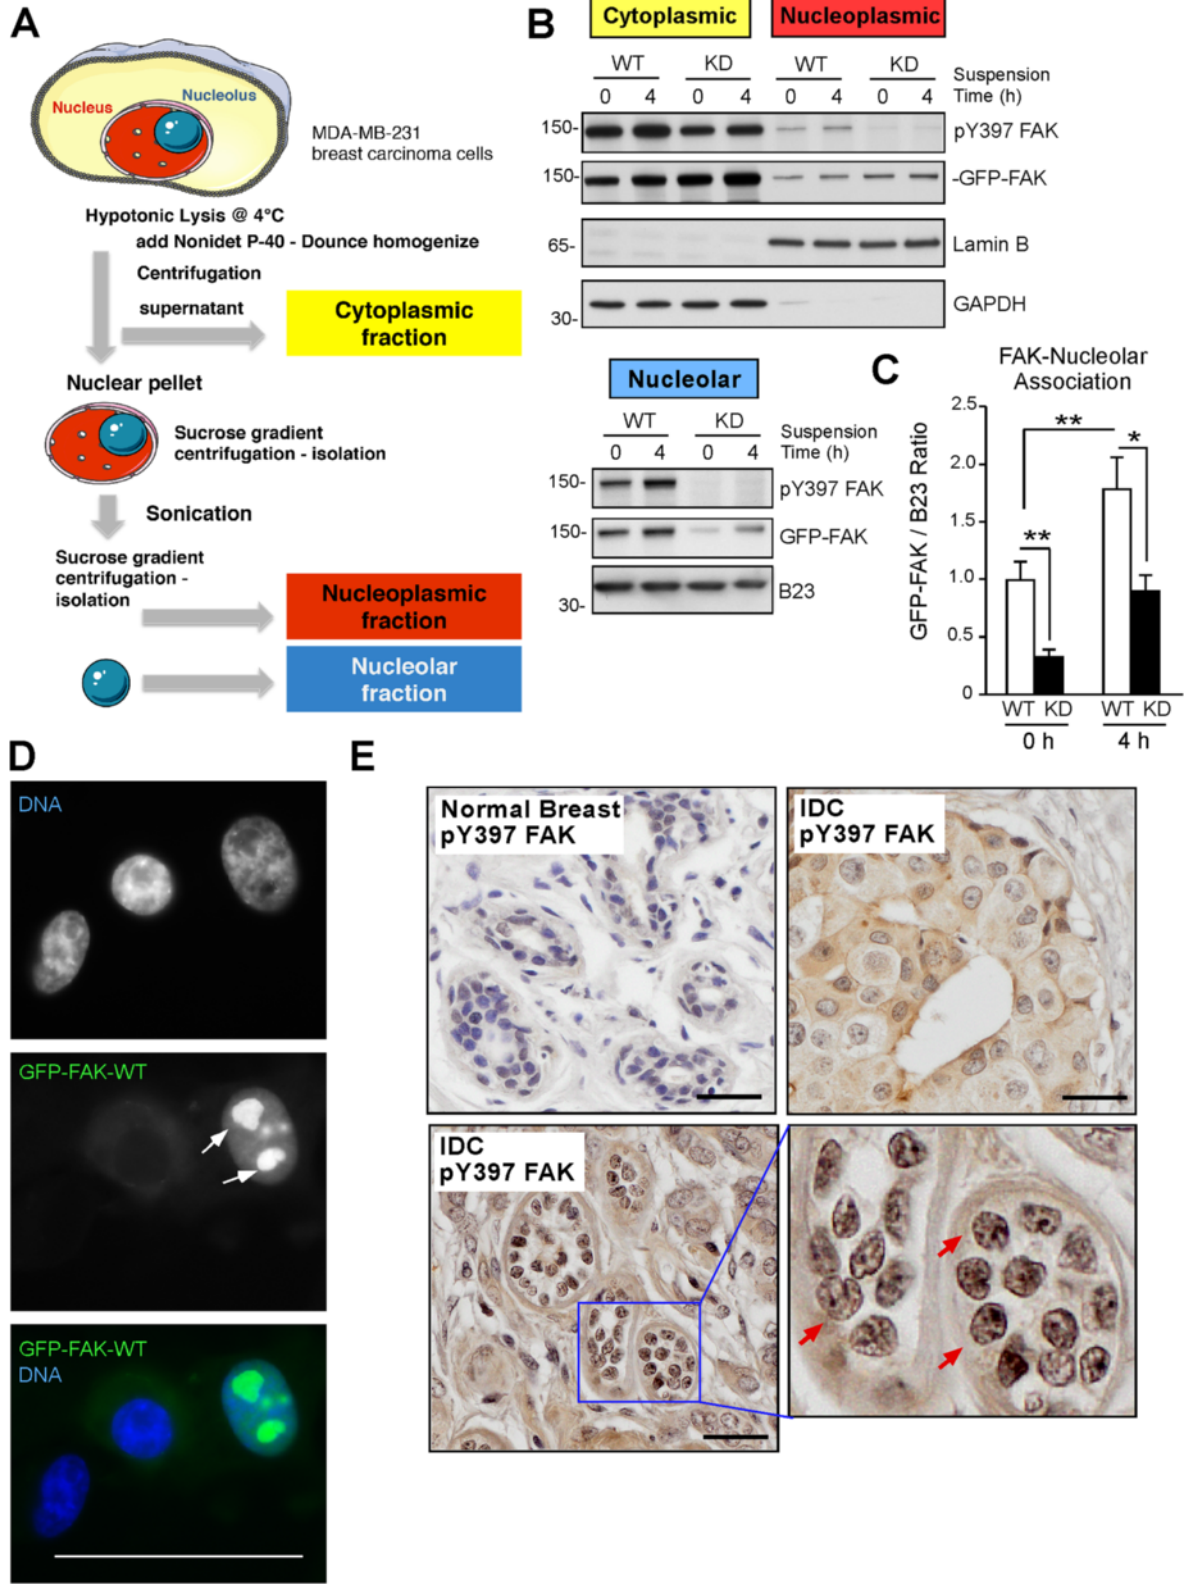 A
Nucleus
Nucleolus
MDA-MB-231
breast carcinoma cells
Hypotonic Lysis @ 4°C
add Nonidet P-40 - Dounce homogenize
Centrifugation
supernatant
Cytoplasmic
fraction
Nuclear pellet
Sucrose gradient
centrifugation - isolation
Sonication
Sucrose gradient
centrifugation -
isolation
Nucleoplasmic
fraction
Nucleolar
fraction
B
Cytoplasmic
Nucleoplasmic
WT KD WT KD
Suspension
0 4 0 4 0 4 0 4 Time (h)
150- pY397 FAK
150- -GFP-FAK
65- Lamin B
30- GAPDH
Nucleolar
WT KD
Suspension
0 4 0 4 Time (h)
150- pY397 FAK
150- GFP-FAK
30- B23
C
FAK-Nucleolar
Association
GFP-FAK / B23 Ratio
2.5
2.0
1.5
1.0
0.5
0
** *
**
WT KD WT KD
0 h 4 h
D
DNA
GFP-FAK-WT
GFP-FAK-WT
DNA
E
Normal Breast
pY397 FAK
IDC
pY397 FAK
IDC
pY397 FAK